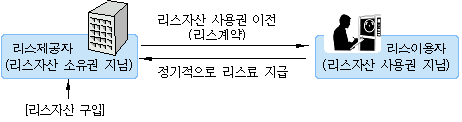 리스자산 사용권 이전
(리스계약)
리스제공자
(리스자산 소유권 지님)
리스이용자
(리스자산 사용권 지님)
정기적으로 리스료 지급
[리스자산 구입]